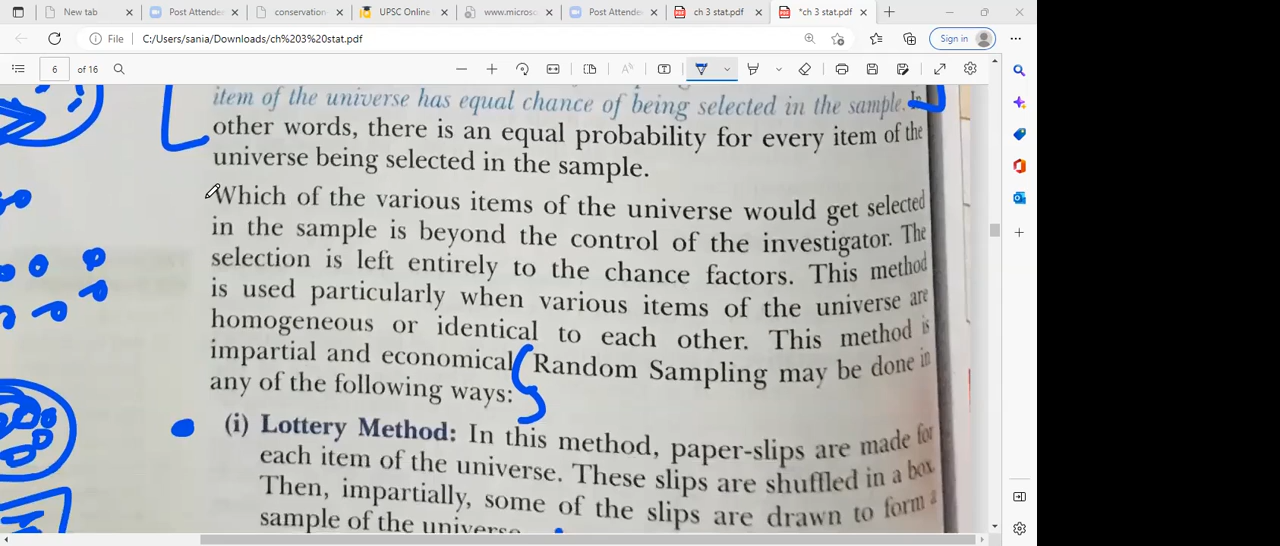 New tab
Post Attende
conservation-
UPSC Online
www.micros
Post Attende
ch 3 stat.pdf
*ch 3 stat.pdf
File C:/Users/sania/Downloads/ch%203%20stat.pdf
Sign in
6 of 16
item of the universe has equal chance of being selected in the sample. In
other words, there is an equal probability for every item of the
universe being selected in the sample.
Which of the various items of the universe would get selected
in the sample is beyond the control of the investigator. The
selection is left entirely to the chance factors. This method
is used particularly when various items of the universe are
homogeneous or identical to each other. This method is
impartial and economical Random Sampling may be done in
any of the following ways:
(i) Lottery Method: In this method, paper-slips are made for
each item of the universe. These slips are shuffled in a box.
Then, impartially, some of the slips are drawn to form a
sample of the universe